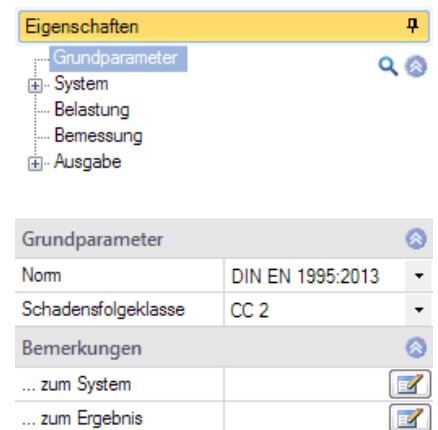 Eigenschaften
Grundparameter
System
Belastung
Bemessung
Ausgabe
Grundparameter
Norm DIN EN 1995:2013
Schadensfolgeklasse CC 2
Bemerkungen
... zum System
... zum Ergebnis